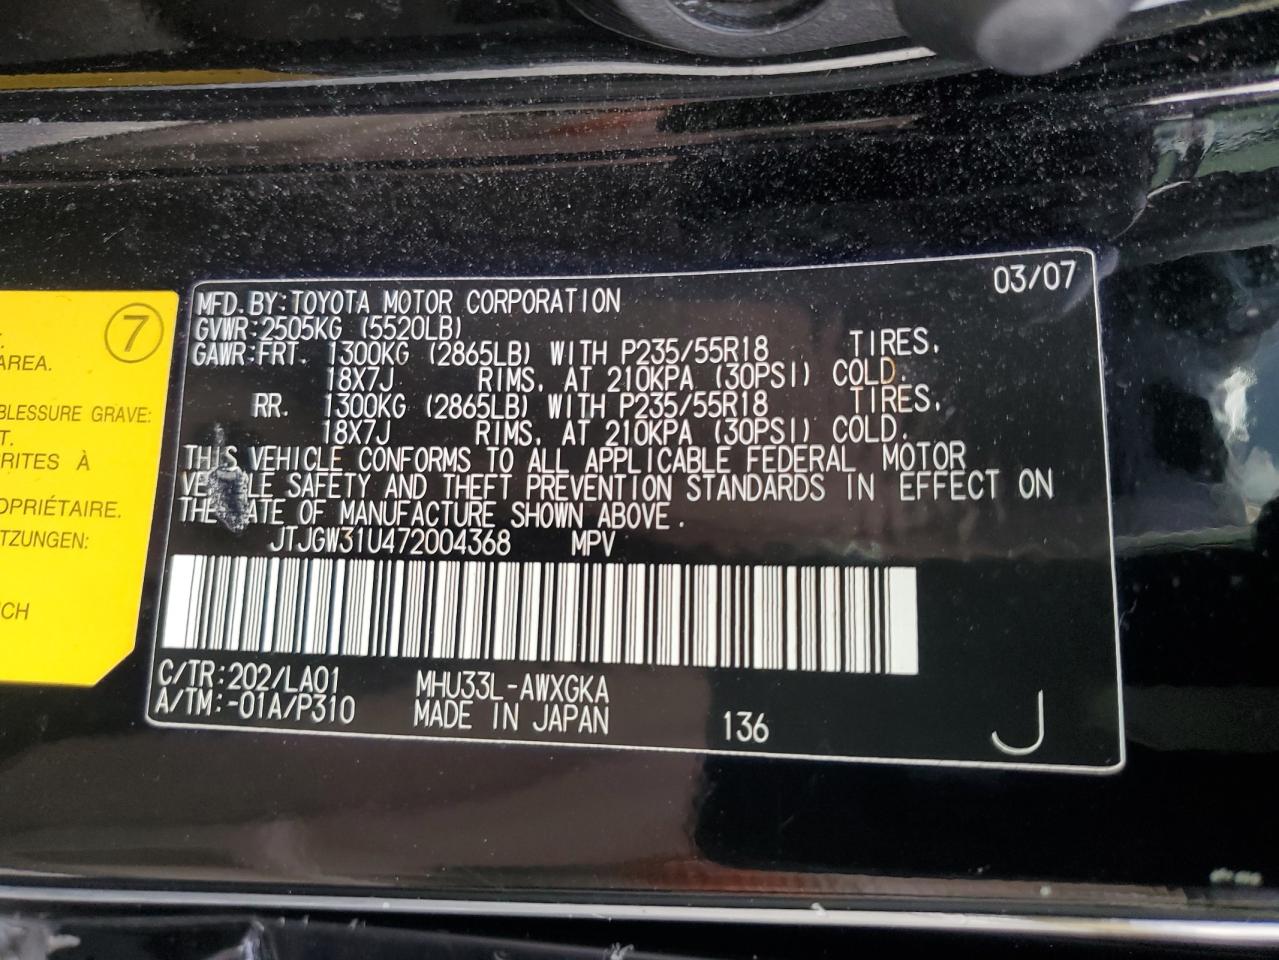 7
AREA.
BLESSURE GRAVE:
T.
RITES À
OPRIÉTAIRE.
TZUNGEN:
CH
03/07
MFD. BY: TOYOTA MOTOR CORPORATION
GVWR: 2505KG (5520LB)
GAWR: FRT. 1300KG (2865LB) WITH P235/55R18 TIRES,
18X7J RIMS, AT 210KPA (30PSI) COLD.
RR. 1300KG (2865LB) WITH P235/55R18 TIRES,
18X7J RIMS, AT 210KPA (30PSI) COLD.
THIS VEHICLE CONFORMS TO ALL APPLICABLE FEDERAL MOTOR
SAFETY AND THEFT PREVENTION STANDARDS IN EFFECT ON
THE DATE OF MANUFACTURE SHOWN ABOVE.
JTJGW31U472004368 MPV
C/TR: 202/LA01 MHU33L-AWXGKA
A/TM: -01A/P310 MADE IN JAPAN 136 J